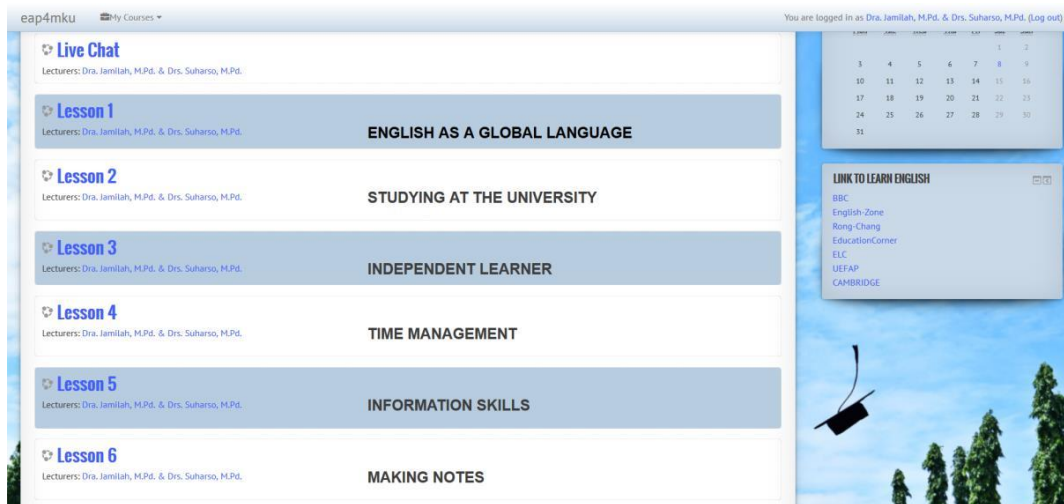 eap4mku My Courses You are logged in as Dra. Jamilah, M.Pd. & Drs. Suharso, M.Pd. (Log out)
Live Chat
Lecturers: Dra. Jamilah, M.Pd. & Drs. Suharso, M.Pd.
Lesson 1
Lecturers: Dra. Jamilah, M.Pd. & Drs. Suharso, M.Pd.
ENGLISH AS A GLOBAL LANGUAGE
Lesson 2
Lecturers: Dra. Jamilah, M.Pd. & Drs. Suharso, M.Pd.
STUDYING AT THE UNIVERSITY
Lesson 3
Lecturers: Dra. Jamilah, M.Pd. & Drs. Suharso, M.Pd.
INDEPENDENT LEARNER
Lesson 4
Lecturers: Dra. Jamilah, M.Pd. & Drs. Suharso, M.Pd.
TIME MANAGEMENT
Lesson 5
Lecturers: Dra. Jamilah, M.Pd. & Drs. Suharso, M.Pd.
INFORMATION SKILLS
Lesson 6
Lecturers: Dra. Jamilah, M.Pd. & Drs. Suharso, M.Pd.
MAKING NOTES
1 2
3 4 5 6 7 8 9
10 11 12 13 14 15 16
17 18 19 20 21 22 23
24 25 26 27 28 29 30
31
LINK TO LEARN ENGLISH
BBC
English-Zone
Rong-Chang
EducationCorner
ELC
UEFAP
CAMBRIDGE